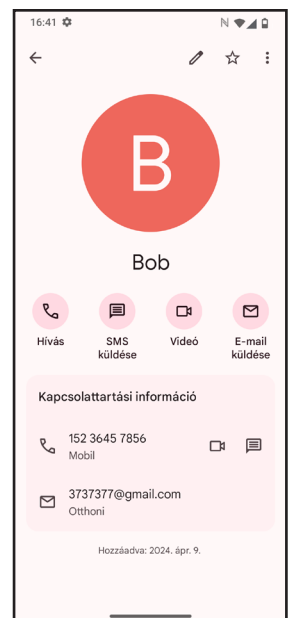 16:41
B
Bob
Hívás
SMS küldése
Videó
E-mail küldése
Kapcsolattartási információ
152 3645 7856
Mobil
3737377@gmail.com
Otthoni
Hozzáadva: 2024. ápr. 9.